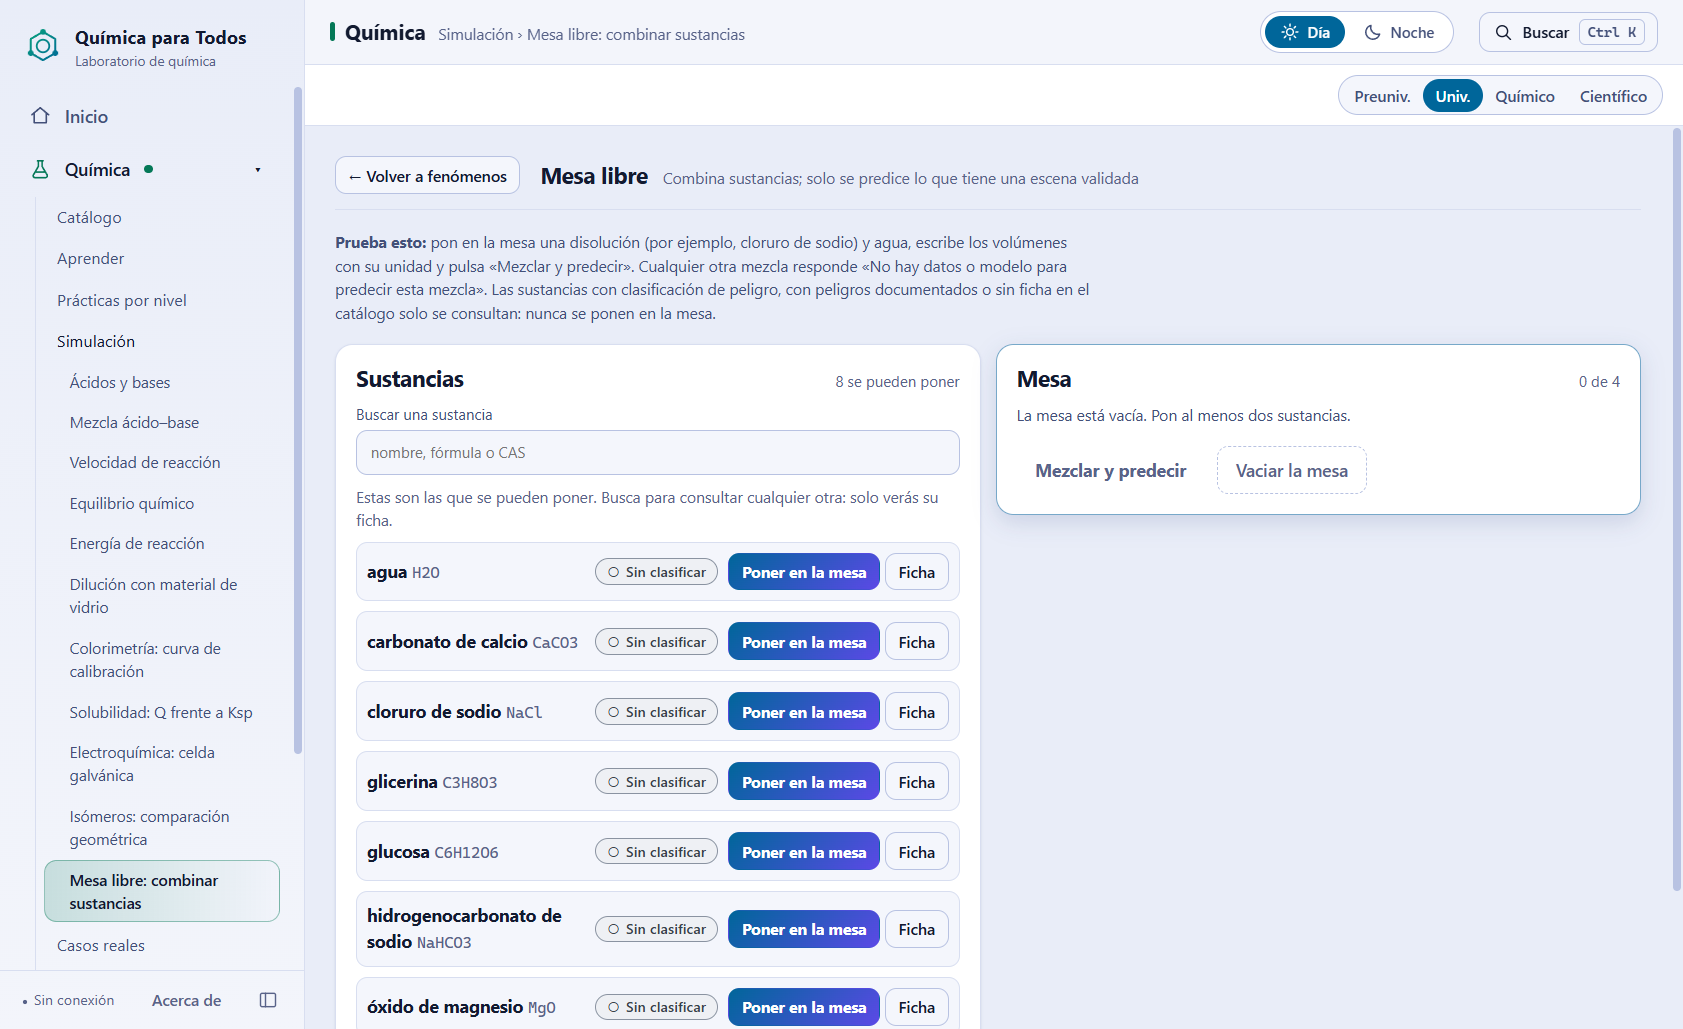 Química para Todos
Laboratorio de química
Inicio
Química
Catálogo
Aprender
Prácticas por nivel
Simulación
Ácidos y bases
Mezcla ácido–base
Velocidad de reacción
Equilibrio químico
Energía de reacción
Dilución con material de
vidrio
Colorimetría: curva de
calibración
Solubilidad: Q frente a Ksp
Electroquímica: celda
galvánica
Isómeros: comparación
geométrica
Mesa libre: combinar
sustancias
Casos reales
Sin conexión
Acerca de
Química Simulación › Mesa libre: combinar sustancias
Día
Noche
Buscar Ctrl K
Preuniv.
Univ.
Químico
Científico
← Volver a fenómenos
Mesa libre Combina sustancias; solo se predice lo que tiene una escena validada
Prueba esto: pon en la mesa una disolución (por ejemplo, cloruro de sodio) y agua, escribe los volúmenes
con su unidad y pulsa «Mezclar y predecir». Cualquier otra mezcla responde «No hay datos o modelo para
predecir esta mezcla». Las sustancias con clasificación de peligro, con peligros documentados o sin ficha en el
catálogo solo se consultan: nunca se ponen en la mesa.
Sustancias
8 se pueden poner
Buscar una sustancia
nombre, fórmula o CAS
Estas son las que se pueden poner. Busca para consultar cualquier otra: solo verás su
ficha.
agua H2O Sin clasificar Poner en la mesa Ficha
carbonato de calcio CaCO3 Sin clasificar Poner en la mesa Ficha
cloruro de sodio NaCl Sin clasificar Poner en la mesa Ficha
glicerina C3H8O3 Sin clasificar Poner en la mesa Ficha
glucosa C6H12O6 Sin clasificar Poner en la mesa Ficha
hidrogenocarbonato de
sodio NaHCO3 Sin clasificar Poner en la mesa Ficha
óxido de magnesio MgO Sin clasificar Poner en la mesa Ficha
Mesa
0 de 4
La mesa está vacía. Pon al menos dos sustancias.
Mezclar y predecir
Vaciar la mesa